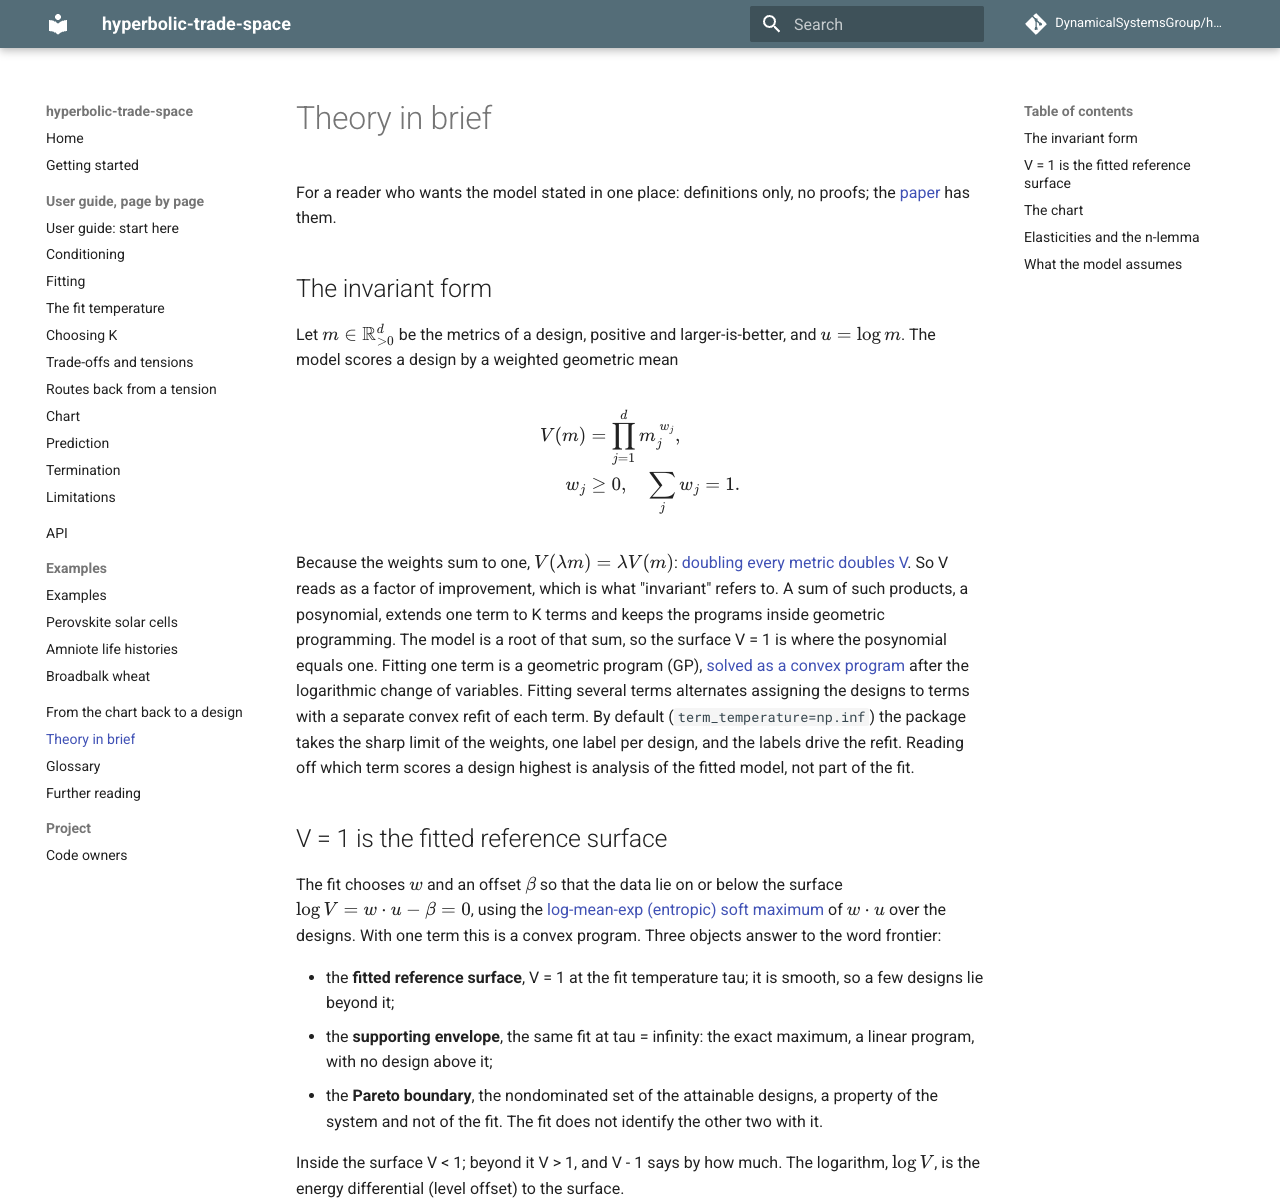 hyperbolic-trade-space
Search
DynamicalSystemsGroup/h...
hyperbolic-trade-space
Home
Getting started
User guide, page by page
User guide: start here
Conditioning
Fitting
The fit temperature
Choosing K
Trade-offs and tensions
Routes back from a tension
Chart
Prediction
Termination
Limitations
API
Examples
Examples
Perovskite solar cells
Amniote life histories
Broadbalk wheat
From the chart back to a design
Theory in brief
Glossary
Further reading
Project
Code owners
Theory in brief
For a reader who wants the model stated in one place: definitions only, no proofs; the paper has
them.
The invariant form
Let m ∈ ℝ^d_{>0} be the metrics of a design, positive and larger-is-better, and u = log m. The
model scores a design by a weighted geometric mean
V(m) = ∏_{j=1}^{d} m_j^{w_j},
w_j ≥ 0, ∑_j w_j = 1.
Because the weights sum to one, V(λm) = λV(m): doubling every metric doubles V. So V
reads as a factor of improvement, which is what "invariant" refers to. A sum of such products, a
posynomial, extends one term to K terms and keeps the programs inside geometric
programming. The model is a root of that sum, so the surface V = 1 is where the posynomial
equals one. Fitting one term is a geometric program (GP), solved as a convex program after the
logarithmic change of variables. Fitting several terms alternates assigning the designs to terms
with a separate convex refit of each term. By default ( term_temperature=np.inf ) the package
takes the sharp limit of the weights, one label per design, and the labels drive the refit. Reading
off which term scores a design highest is analysis of the fitted model, not part of the fit.
V = 1 is the fitted reference surface
The fit chooses w and an offset β so that the data lie on or below the surface
log V = w · u − β = 0, using the log-mean-exp (entropic) soft maximum of w · u over the
designs. With one term this is a convex program. Three objects answer to the word frontier:
• the fitted reference surface, V = 1 at the fit temperature tau; it is smooth, so a few designs lie
beyond it;
• the supporting envelope, the same fit at tau = infinity: the exact maximum, a linear program,
with no design above it;
• the Pareto boundary, the nondominated set of the attainable designs, a property of the
system and not of the fit. The fit does not identify the other two with it.
Inside the surface V < 1; beyond it V > 1, and V - 1 says by how much. The logarithm, log V, is the
energy differential (level offset) to the surface.
Table of contents
The invariant form
V = 1 is the fitted reference
surface
The chart
Elasticities and the n-lemma
What the model assumes